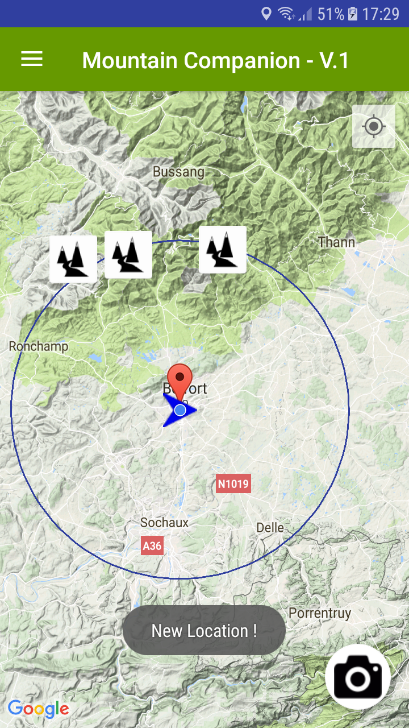 51% 17:29
Mountain Companion - V.1
Bussang
Thann
Ronchamp
N1019
Sochaux
Delle
A36
Porrentruy
New Location !
Google